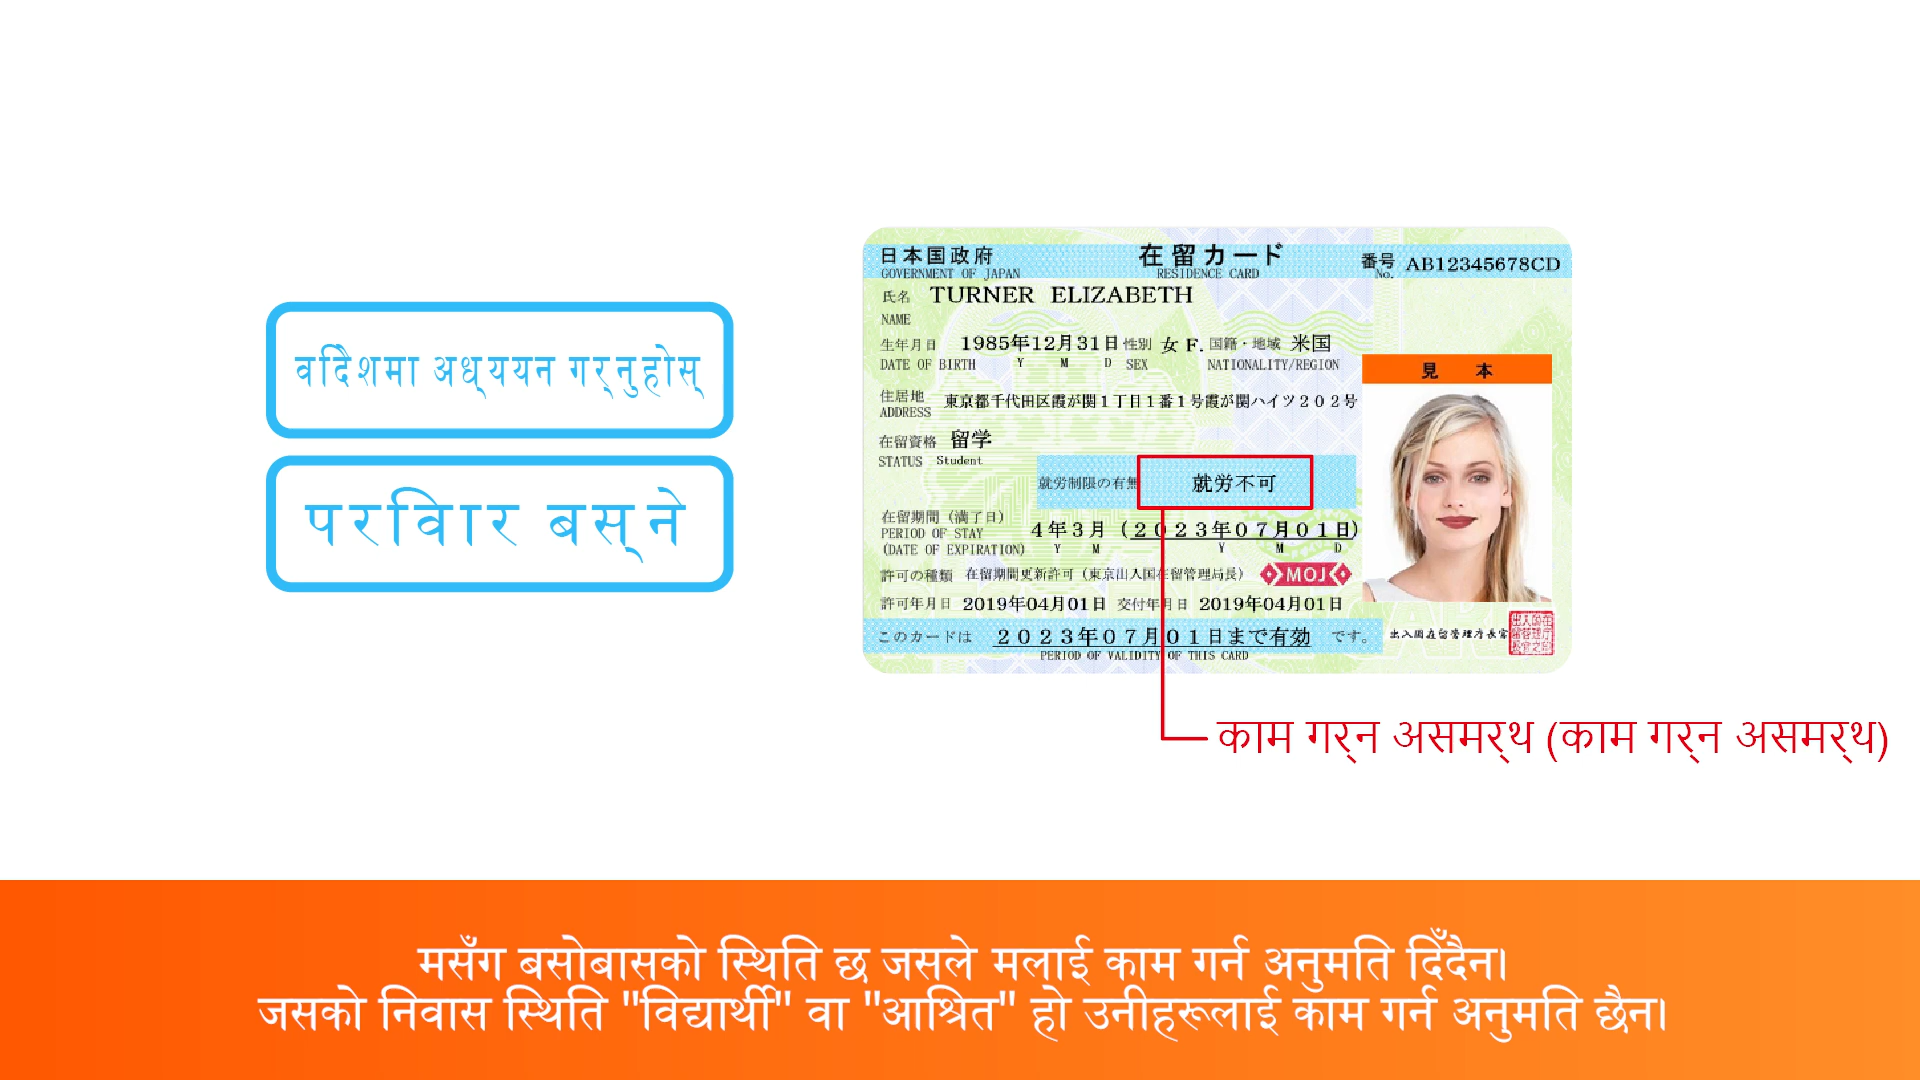 विदेशमा अध्ययन गर्नुहोस्
परिवार बस्ने
日本国政府 在留カード 番号 AB12345678CD
GOVERNMENT OF JAPAN RESIDENCE CARD No.
氏名 TURNER ELIZABETH
NAME
生年月日 1985年12月31日 性別 女 F. 国籍・地域 米国
DATE OF BIRTH Y M D SEX NATIONALITY/REGION
見 本
住居地 東京都千代田区霞が関1丁目1番1号霞が関ハイツ202号
ADDRESS
在留資格 留学
STATUS Student
就労制限の有無 就労不可
在留期間(満了日)
PERIOD OF STAY 4年3月(2023年07月01日)
(DATE OF EXPIRATION) Y M Y M D
許可の種類 在留期間更新許可(東京出入国在留管理局長) MOJ
許可年月日 2019年04月01日 交付年月日 2019年04月01日
このカードは 2023年07月01日まで有効 です。 出入国在留管理庁長官
PERIOD OF VALIDITY OF THIS CARD
काम गर्न असमर्थ (काम गर्न असमर्थ)
मसँग बसोबासको स्थिति छ जसले मलाई काम गर्न अनुमति दिँदैन।
जसको निवास स्थिति "विद्यार्थी" वा "आश्रित" हो उनीहरूलाई काम गर्न अनुमति छैन।